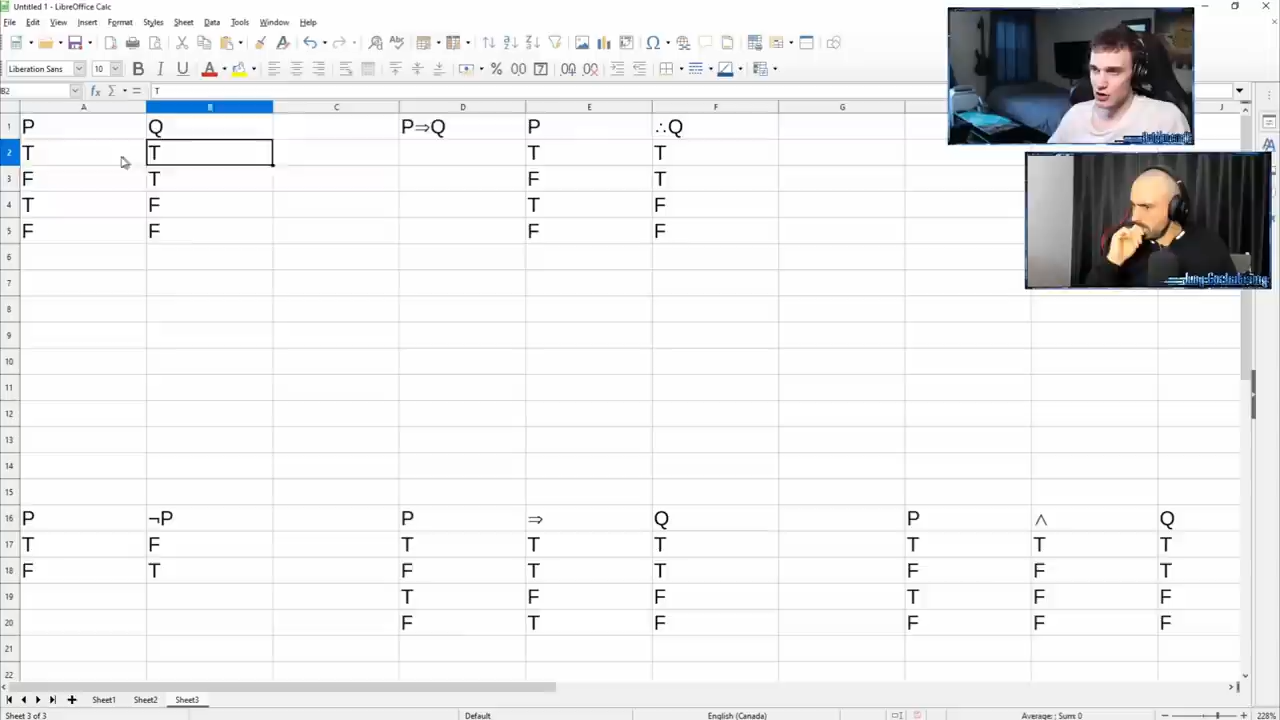 Untitled 1 - LibreOffice Calc
File Edit View Insert Format Styles Sheet Data Tools Window Help
Liberation Sans 10
B2 T
A B C D E F G J
1 P Q P⇒Q P ∴Q
2 T T T T
3 F T F T
4 T F T F
5 F F F F
6
7
8
9
10
11
12
13
14
15
16 P ¬P P ⇒ Q P ∧ Q
17 T F T T T T T T
18 F T F T T F F T
19 T F F T F F
20 F T F F F F
21
22
Sheet1 Sheet2 Sheet3
Sheet 3 of 3 Default English (Canada) Average: ; Sum: 0 228%